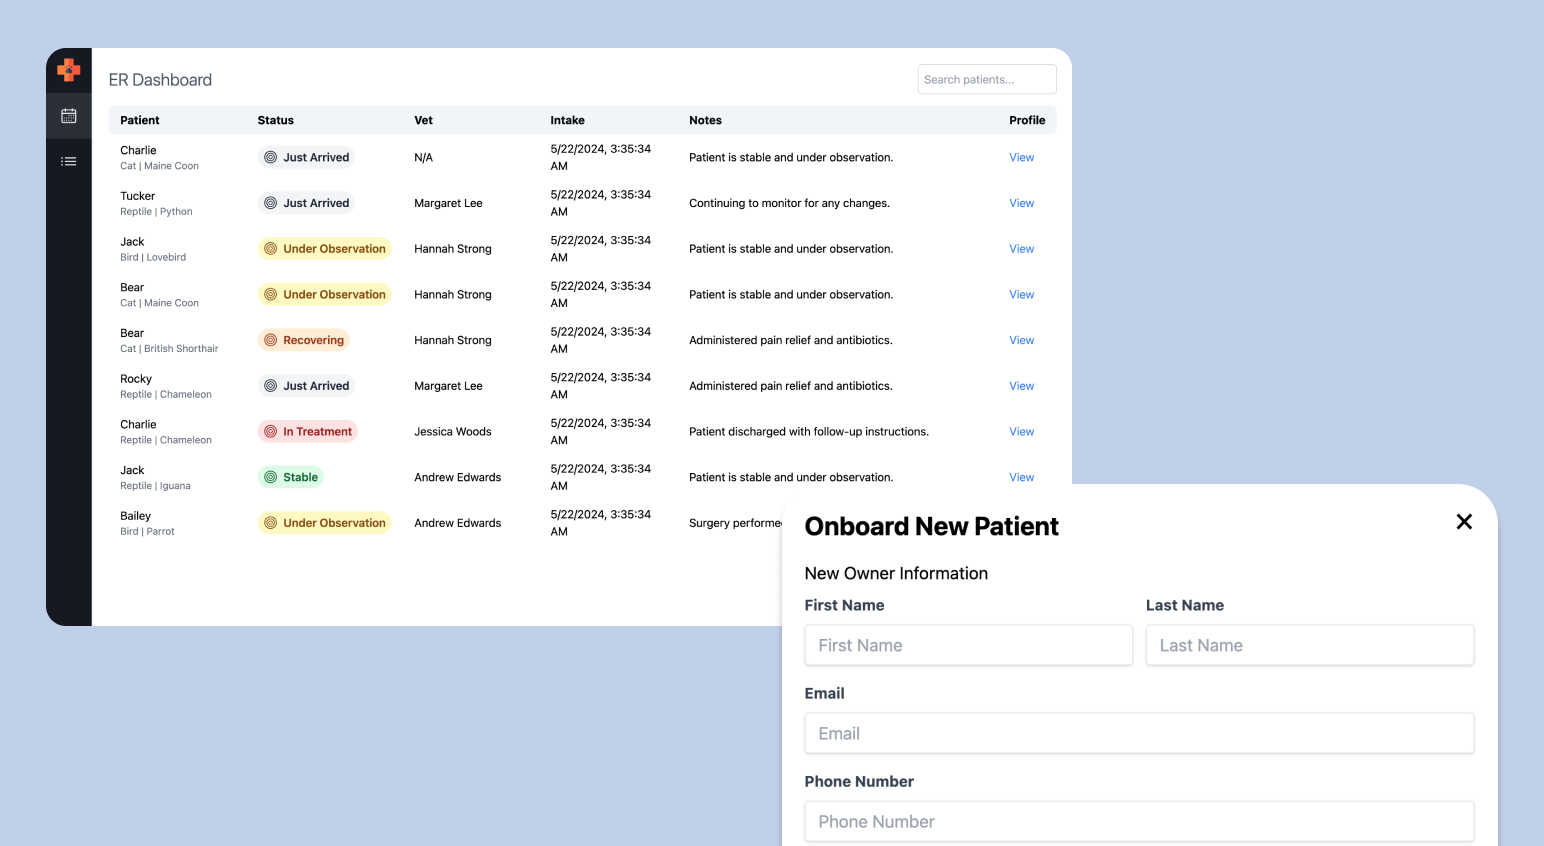 ER Dashboard
Search patients...
Patient Status Vet Intake Notes Profile
Charlie
Cat | Maine Coon
Just Arrived
N/A
5/22/2024, 3:35:34
AM
Patient is stable and under observation.
View
Tucker
Reptile | Python
Just Arrived
Margaret Lee
5/22/2024, 3:35:34
AM
Continuing to monitor for any changes.
View
Jack
Bird | Lovebird
Under Observation
Hannah Strong
5/22/2024, 3:35:34
AM
Patient is stable and under observation.
View
Bear
Cat | Maine Coon
Under Observation
Hannah Strong
5/22/2024, 3:35:34
AM
Patient is stable and under observation.
View
Bear
Cat | British Shorthair
Recovering
Hannah Strong
5/22/2024, 3:35:34
AM
Administered pain relief and antibiotics.
View
Rocky
Reptile | Chameleon
Just Arrived
Margaret Lee
5/22/2024, 3:35:34
AM
Administered pain relief and antibiotics.
View
Charlie
Reptile | Chameleon
In Treatment
Jessica Woods
5/22/2024, 3:35:34
AM
Patient discharged with follow-up instructions.
View
Jack
Reptile | Iguana
Stable
Andrew Edwards
5/22/2024, 3:35:34
AM
Patient is stable and under observation.
View
Bailey
Bird | Parrot
Under Observation
Andrew Edwards
5/22/2024, 3:35:34
AM
Surgery performed
Onboard New Patient
New Owner Information
First Name
First Name
Last Name
Last Name
Email
Email
Phone Number
Phone Number